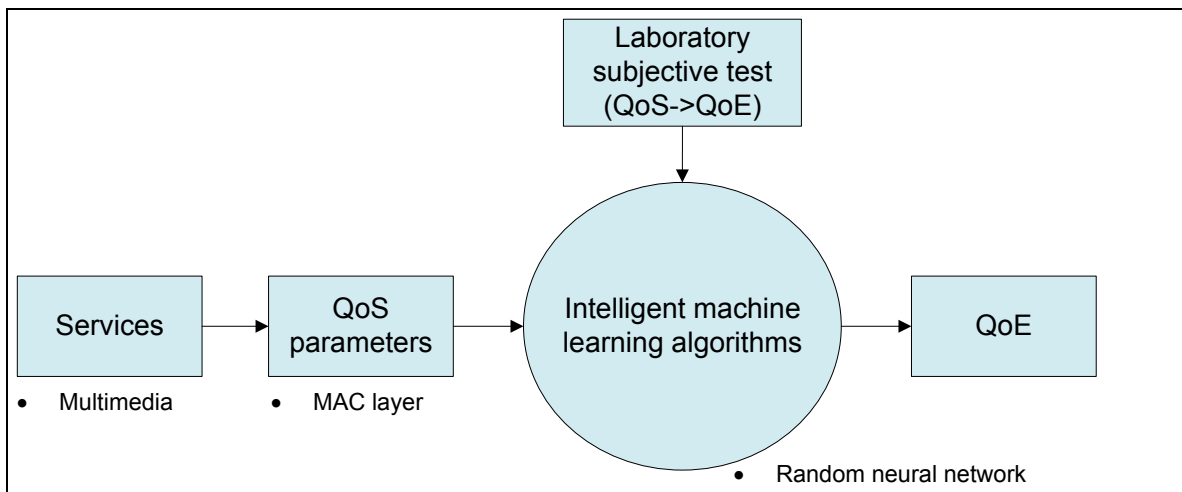 Laboratory
subjective test
(QoS->QoE)
Services
QoS
parameters
Intelligent machine
learning algorithms
QoE
• Multimedia
• MAC layer
• Random neural network